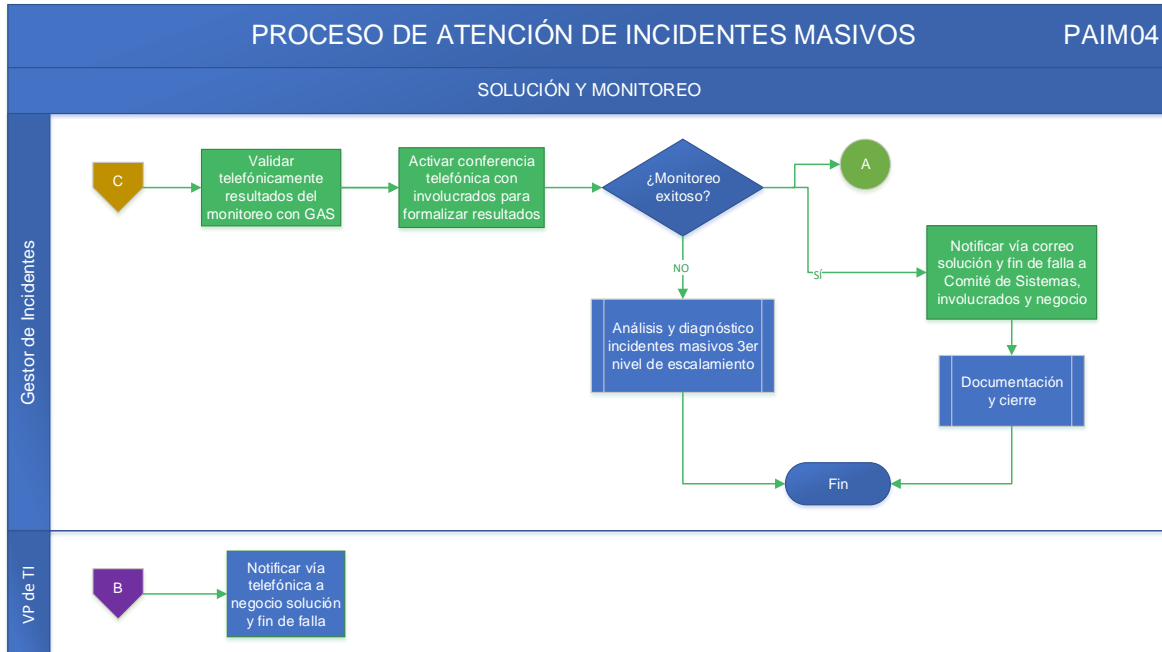 PROCESO DE ATENCIÓN DE INCIDENTES MASIVOS
PAIM04
SOLUCIÓN Y MONITOREO
Gestor de Incidentes
C
Validar
telefónicamente
resultados del
monitoreo con GAS
Activar conferencia
telefónica con
involucrados para
formalizar resultados
¿Monitoreo
exitoso?
A
NO
SÍ
Notificar vía correo
solución y fin de falla a
Comité de Sistemas,
involucrados y negocio
Análisis y diagnóstico
incidentes masivos 3er
nivel de escalamiento
Documentación
y cierre
Fin
VP de TI
B
Notificar vía
telefónica a
negocio solución
y fin de falla